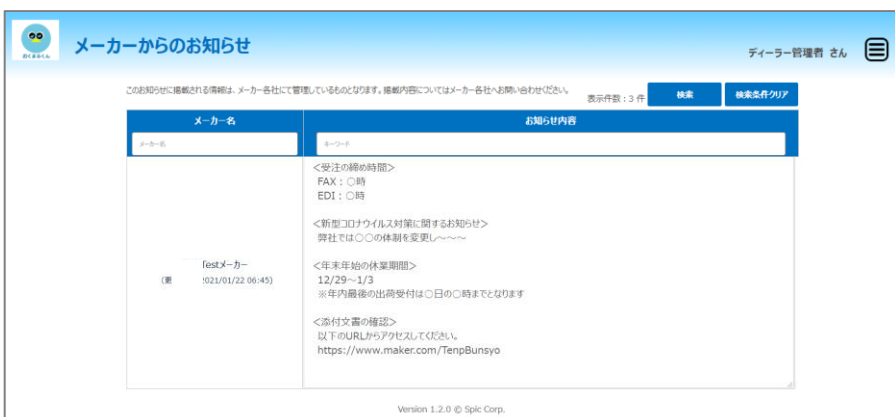 メーカーからのお知らせ
ディーラー管理者 さん
このお知らせに掲載される情報は、メーカー各社にて管理しているものとなります。掲載内容についてはメーカー各社へお問い合わせください。
表示件数：3 件
検索
検索条件クリア
メーカー名
お知らせ内容
メーカー名
キーワード
＜受注の締め時間＞
FAX：〇時
EDI：〇時
＜新型コロナウイルス対策に関するお知らせ＞
弊社では〇〇の体制を変更し～～～
＜年末年始の休業期間＞
12/29～1/3
※年内最後の出荷受付は〇日の〇時までとなります
＜添付文書の確認＞
以下のURLからアクセスしてください。
https://www.maker.com/TenpBunsyo
Testメーカー
(更 2021/01/22 06:45)
Version 1.2.0 © Spic Corp.